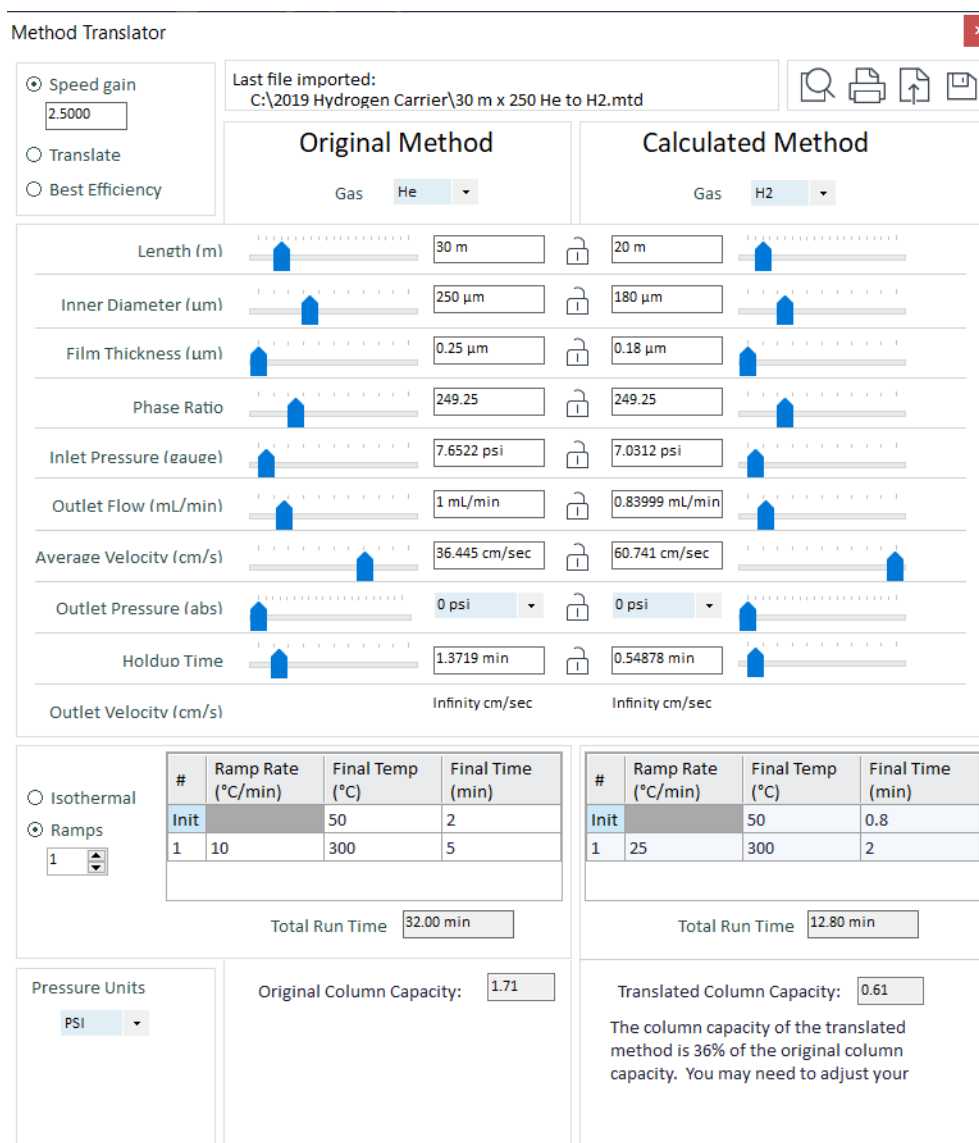 Method Translator
Speed gain
2.5000
Translate
Best Efficiency
Last file imported:
C:\2019 Hydrogen Carrier\30 m x 250 He to H2.mtd
Original Method
Gas He
Calculated Method
Gas H2
Length (m) 30 m 20 m
Inner Diameter (µm) 250 µm 180 µm
Film Thickness (µm) 0.25 µm 0.18 µm
Phase Ratio 249.25 249.25
Inlet Pressure (gauge) 7.6522 psi 7.0312 psi
Outlet Flow (mL/min) 1 mL/min 0.83999 mL/min
Average Velocity (cm/s) 36.445 cm/sec 60.741 cm/sec
Outlet Pressure (abs) 0 psi 0 psi
Holdup Time 1.3719 min 0.54878 min
Outlet Velocity (cm/s) Infinity cm/sec Infinity cm/sec
Isothermal
Ramps
1
# Ramp Rate (°C/min) Final Temp (°C) Final Time (min)
Init 50 2
1 10 300 5
Total Run Time 32.00 min
# Ramp Rate (°C/min) Final Temp (°C) Final Time (min)
Init 50 0.8
1 25 300 2
Total Run Time 12.80 min
Pressure Units
PSI
Original Column Capacity: 1.71
Translated Column Capacity: 0.61
The column capacity of the translated
method is 36% of the original column
capacity. You may need to adjust your